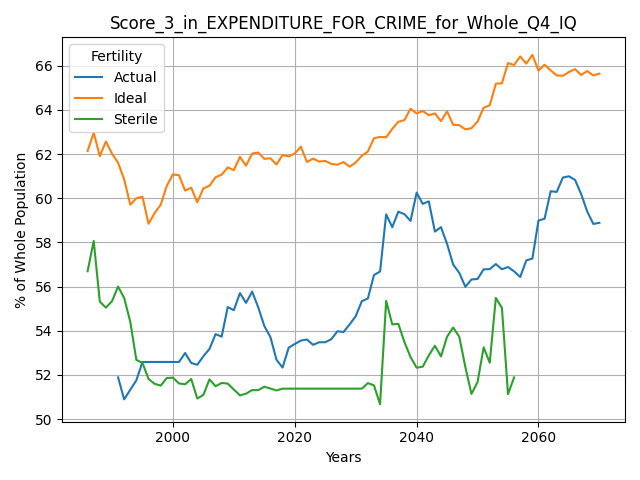 Score_3_in_EXPENDITURE_FOR_CRIME_for_Whole_Q4_IQ
Fertility
Actual
Ideal
Sterile
% of Whole Population
66
64
62
60
58
56
54
52
50
2000
2020
2040
2060
Years